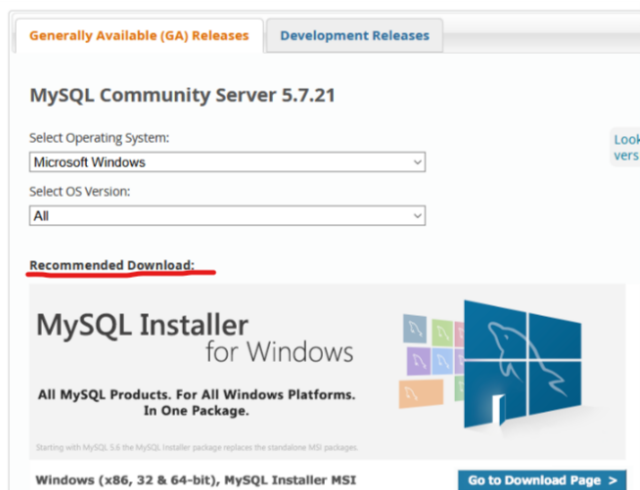 Generally Available (GA) Releases
Development Releases
MySQL Community Server 5.7.21
Select Operating System:
Look
vers
Microsoft Windows
Select OS Version:
All
Recommended Download:
MySQL Installer
for Windows
All MySQL Products. For All Windows Platforms.
In One Package.
Starting with MySQL 5.6 the MySQL Installer package replaces the standalone MSI packages.
Windows (x86, 32 & 64-bit), MySQL Installer MSI
Go to Download Page >